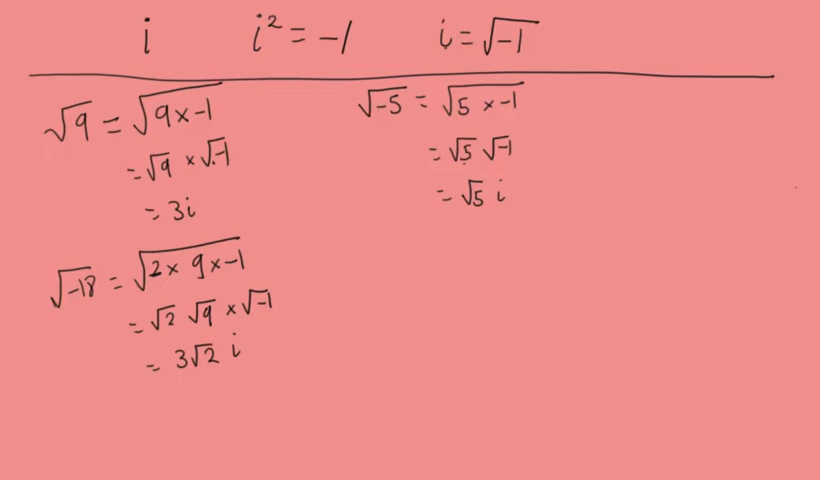 i    i² = -1    i = √-1
√9 = √9 x -1
= √9 x √-1
= 3i
√-5 = √5 x -1
= √5 √-1
= √5 i
√-18 = √2 x 9 x -1
= √2 √9 x √-1
= 3√2 i